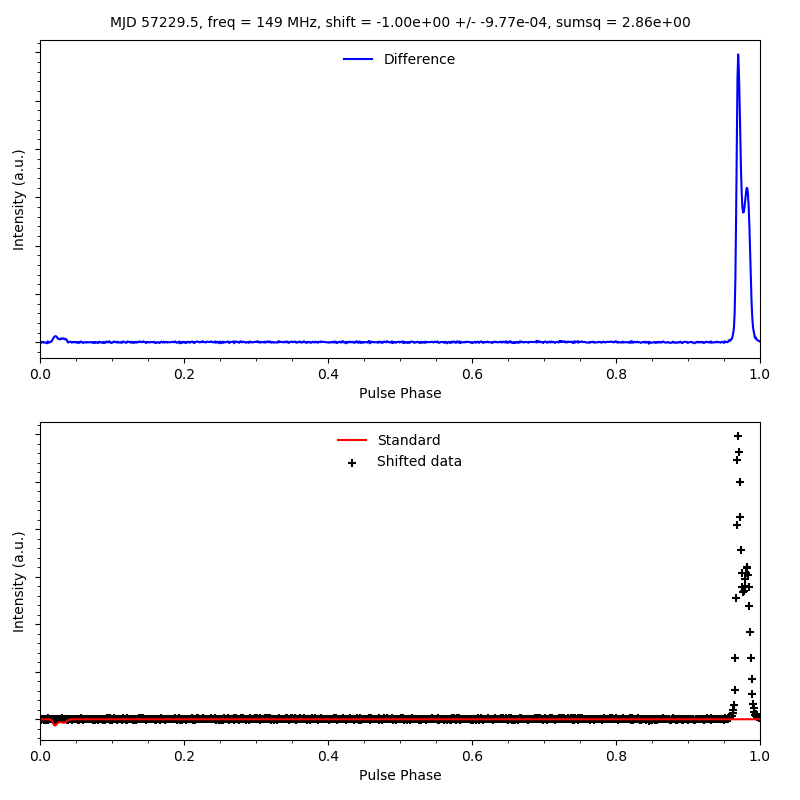 MJD 57229.5, freq = 149 MHz, shift = -1.00e+00 +/- -9.77e-04, sumsq = 2.86e+00
Difference
Intensity (a.u.)
0.0 0.2 0.4 0.6 0.8 1.0
Pulse Phase
Standard
Shifted data
Intensity (a.u.)
0.0 0.2 0.4 0.6 0.8 1.0
Pulse Phase